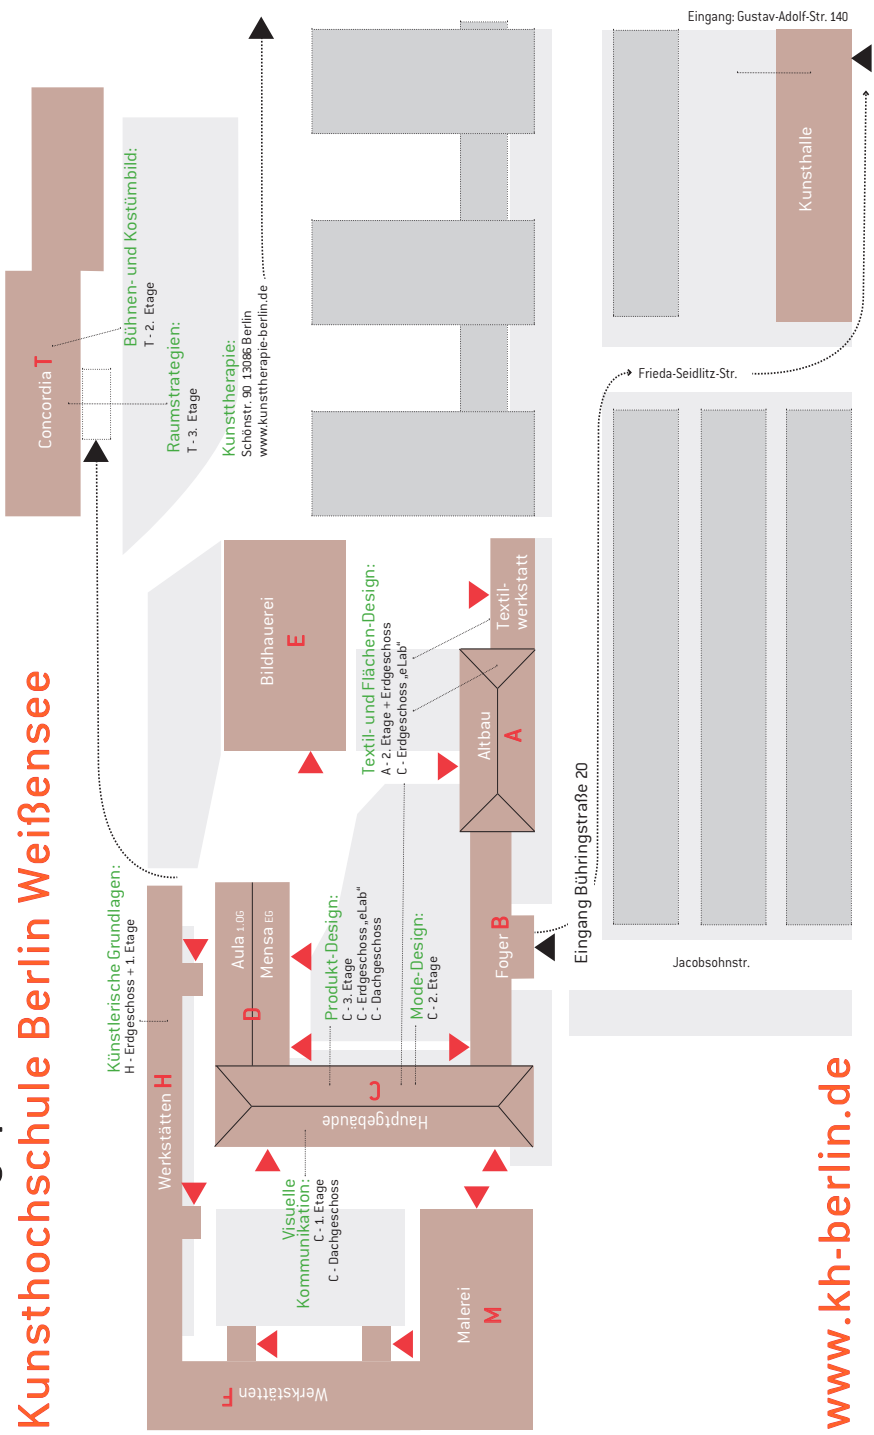 Kunsthochschule Berlin Weißensee
Künstlerische Grundlagen:
H - Erdgeschoss + 1. Etage
Werkstätten H
Concordia T
Bühnen- und Kostümbild:
T - 2. Etage
Raumstrategien:
T - 3. Etage
Kunsttherapie:
Schönstr. 90 13086 Berlin
www.kunsttherapie-berlin.de
Aula 1.OG
D
Mensa EG
Bildhauerei
E
Visuelle
Kommunikation:
C - 1. Etage
C - Dachgeschoss
Hauptgebäude
C
Produkt-Design:
C - 3. Etage
C - Erdgeschoss „eLab“
C - Dachgeschoss
Mode-Design:
C - 2. Etage
Textil- und Flächen-Design:
A - 2. Etage + Erdgeschoss
C - Erdgeschoss „eLab“
Werkstätten F
Malerei
M
Foyer B
Altbau
A
Textil-
werkstatt
Eingang Bühringstraße 20
Jacobsohnstr.
Frieda-Seidlitz-Str.
Kunsthalle
Eingang: Gustav-Adolf-Str. 140
www.kh-berlin.de